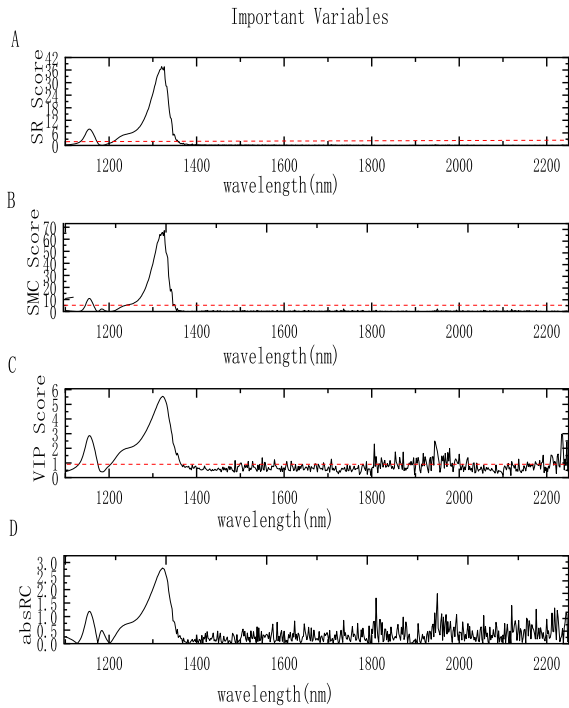 Important Variables
A
SR Score
42
36
30
24
18
12
6
0
1200 1400 1600 1800 2000 2200
wavelength(nm)
B
SMC Score
70
60
50
40
30
20
10
0
1200 1400 1600 1800 2000 2200
wavelength(nm)
C
VIP Score
6
5
4
3
2
1
0
1200 1400 1600 1800 2000 2200
wavelength(nm)
D
absRC
3.0
2.5
2.0
1.5
1.0
0.5
0.0
1200 1400 1600 1800 2000 2200
wavelength(nm)